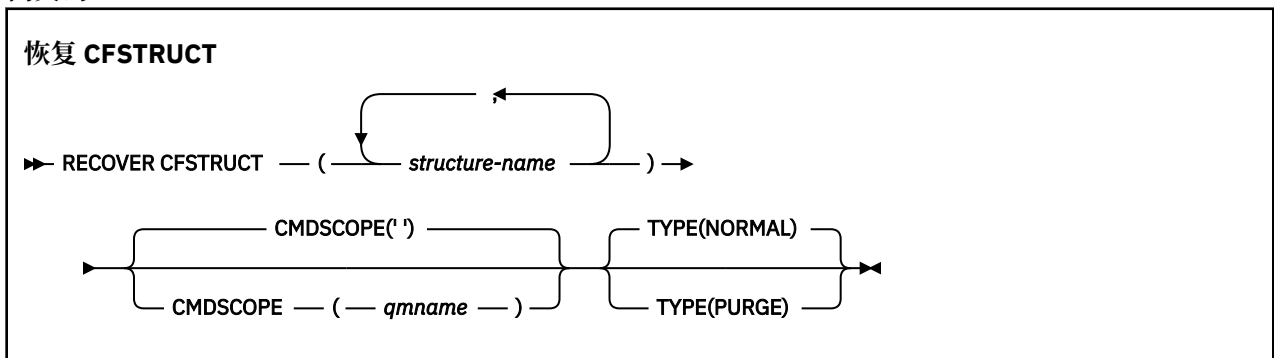 恢复 CFSTRUCT
,
RECOVER CFSTRUCT ( structure-name )
CMDSCOPE(' ') TYPE(NORMAL)
CMDSCOPE ( qmname ) TYPE(PURGE)